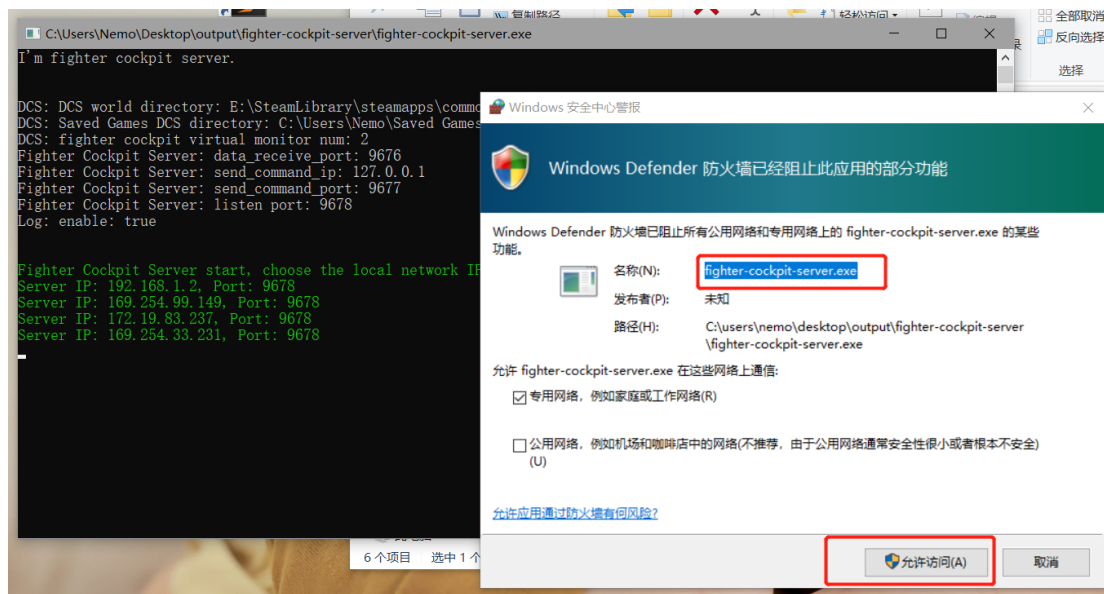 复制路径
轻松访问
全部取消
反向选择
选择
C:\Users\Nemo\Desktop\output\fighter-cockpit-server\fighter-cockpit-server.exe
I'm fighter cockpit server.
DCS: DCS world directory: E:\SteamLibrary\steamapps\commo
DCS: Saved Games DCS directory: C:\Users\Nemo\Saved Games
DCS: fighter cockpit virtual monitor num: 2
Fighter Cockpit Server: data_receive_port: 9676
Fighter Cockpit Server: send_command_ip: 127.0.0.1
Fighter Cockpit Server: send_command_port: 9677
Fighter Cockpit Server: listen port: 9678
Log: enable: true
Fighter Cockpit Server start, choose the local network IP
Server IP: 192.168.1.2, Port: 9678
Server IP: 169.254.99.149, Port: 9678
Server IP: 172.19.83.237, Port: 9678
Server IP: 169.254.33.231, Port: 9678
6 个项目 选中 1 个
Windows 安全中心警报
Windows Defender 防火墙已经阻止此应用的部分功能
Windows Defender 防火墙已阻止所有公用网络和专用网络上的 fighter-cockpit-server.exe 的某些
功能。
名称(N): fighter-cockpit-server.exe
发布者(P): 未知
路径(H): C:\users\nemo\desktop\output\fighter-cockpit-server
\fighter-cockpit-server.exe
允许 fighter-cockpit-server.exe 在这些网络上通信:
专用网络，例如家庭或工作网络(R)
公用网络，例如机场和咖啡店中的网络(不推荐，由于公用网络通常安全性很小或者根本不安全)
(U)
允许应用通过防火墙有何风险?
允许访问(A)
取消